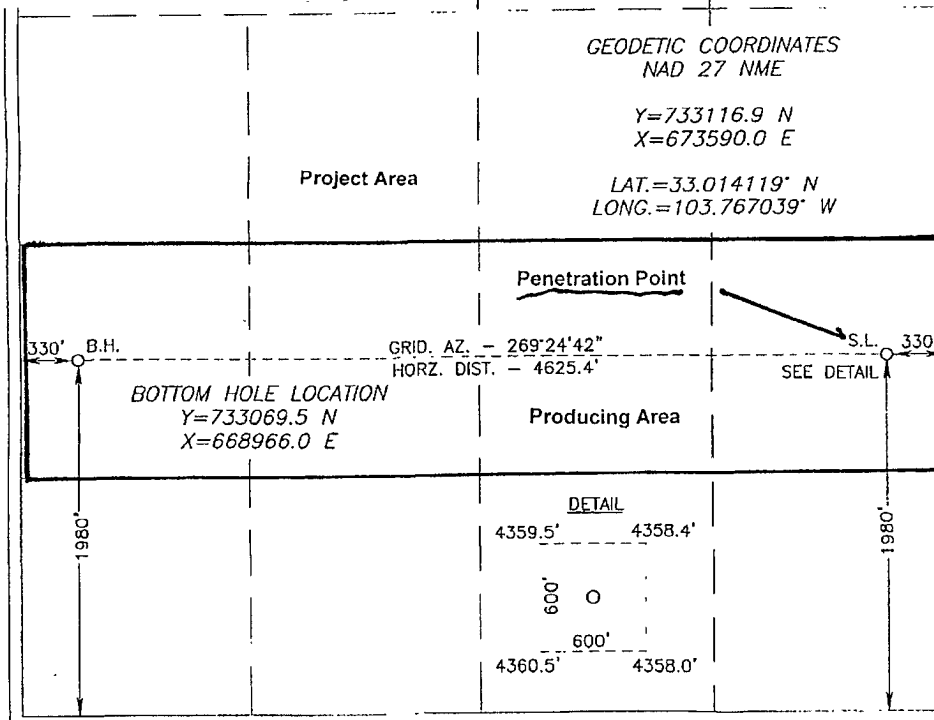 GEODETIC COORDINATES
NAD 27 NME
Y=733116.9 N
X=673590.0 E
LAT.=33.014119° N
LONG.=103.767039° W
Project Area
Penetration Point
330' B.H.
GRID. AZ. - 269°24'42"
HORZ. DIST. - 4625.4'
S.L. 330
SEE DETAIL
BOTTOM HOLE LOCATION
Y=733069.5 N
X=668966.0 E
Producing Area
1980'
1980'
DETAIL
4359.5' 4358.4'
600'
600'
4360.5' 4358.0'